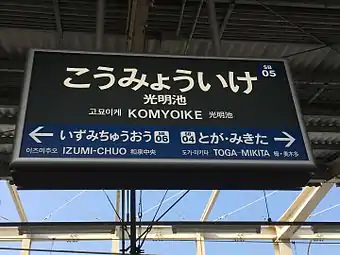 SB
05
こうみょういけ
光明池
고묘이케 KOMYOIKE 光明池
← いずみちゅうおう SB 06 SB 04 とが・みきた →
이즈미추오 IZUMI-CHUO 和泉中央 도가·미키타 TOGA-MIKITA 栂・美木多